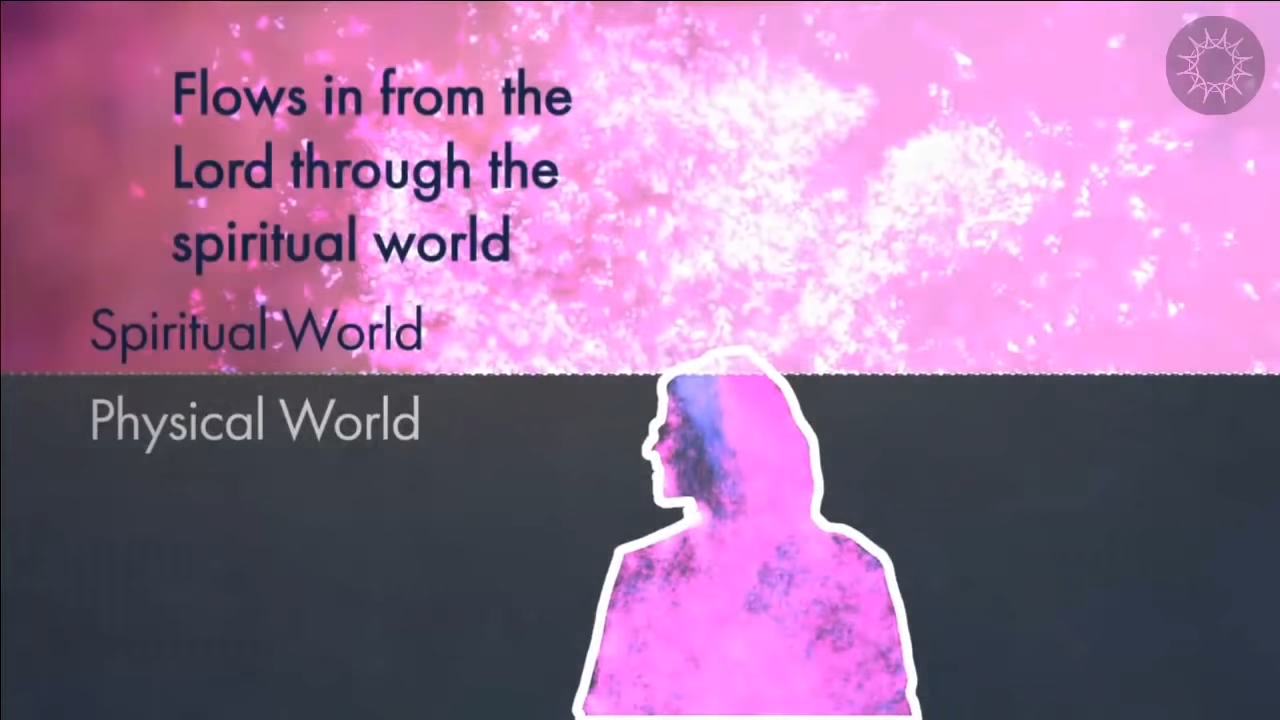 Flows in from the
Lord through the
spiritual world
Spiritual World
Physical World